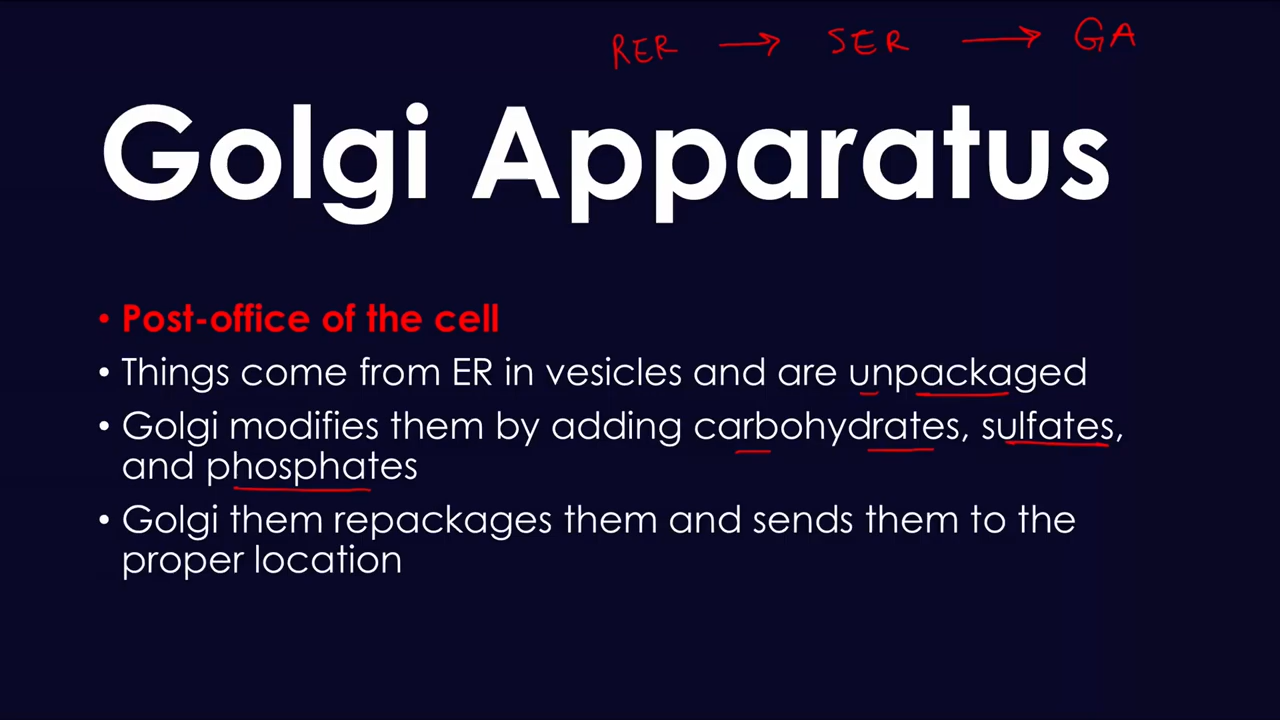 RER → SER → GA
Golgi Apparatus
• Post-office of the cell
• Things come from ER in vesicles and are unpackaged
• Golgi modifies them by adding carbohydrates, sulfates,
and phosphates
• Golgi them repackages them and sends them to the
proper location